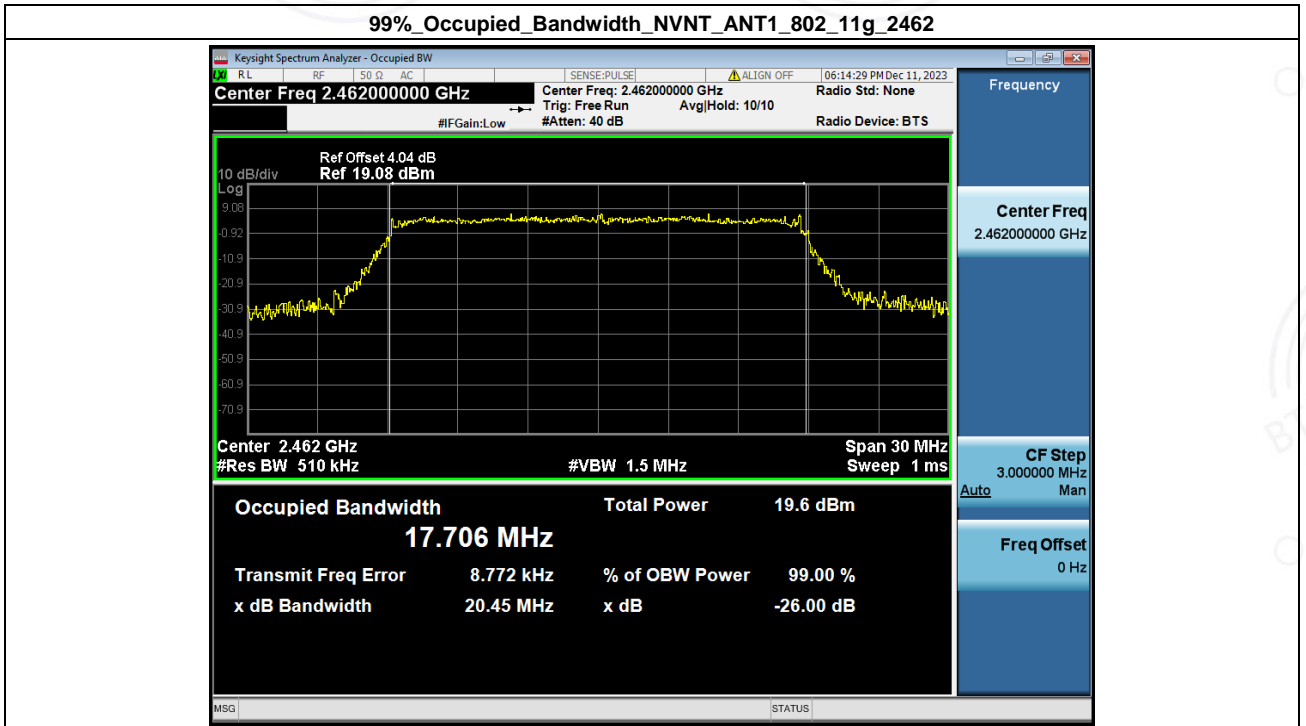 99%_Occupied_Bandwidth_NVNT_ANT1_802_11g_2462
Keysight Spectrum Analyzer - Occupied BW
LXI RL RF 50 Ω AC SENSE:PULSE ALIGN OFF 06:14:29 PM Dec 11, 2023
Center Freq 2.462000000 GHz
Center Freq: 2.462000000 GHz
Radio Std: None
Trig: Free Run Avg|Hold: 10/10
#IFGain:Low
#Atten: 40 dB
Radio Device: BTS
Ref Offset 4.04 dB
10 dB/div Ref 19.08 dBm
Log
9.08
-0.92
-10.9
-20.9
-30.9
-40.9
-50.9
-60.9
-70.9
Center 2.462 GHz Span 30 MHz
#Res BW 510 kHz #VBW 1.5 MHz Sweep 1 ms
Occupied Bandwidth Total Power 19.6 dBm
17.706 MHz
Transmit Freq Error 8.772 kHz % of OBW Power 99.00 %
x dB Bandwidth 20.45 MHz x dB -26.00 dB
MSG STATUS
Frequency
Center Freq
2.462000000 GHz
CF Step
3.000000 MHz
Auto Man
Freq Offset
0 Hz